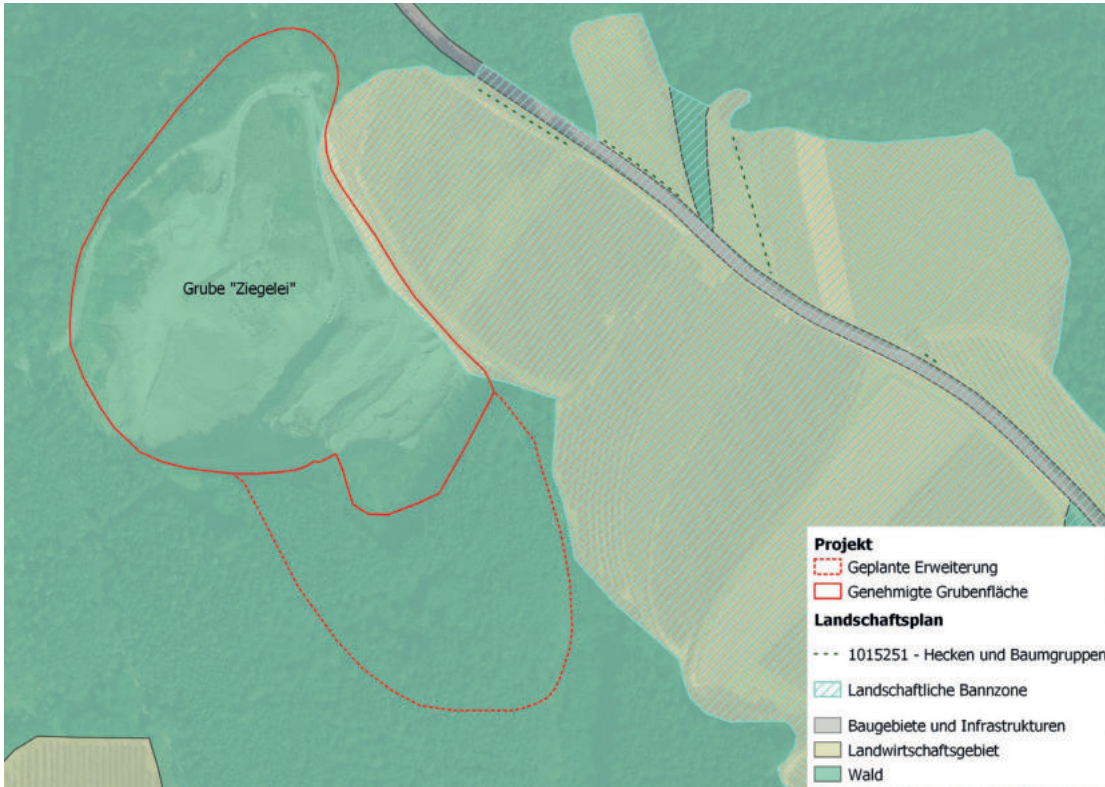 Grube "Ziegelei"
Projekt
Geplante Erweiterung
Genehmigte Grubenfläche
Landschaftsplan
1015251 - Hecken und Baumgruppen
Landschaftliche Bannzone
Baugebiete und Infrastrukturen
Landwirtschaftsgebiet
Wald